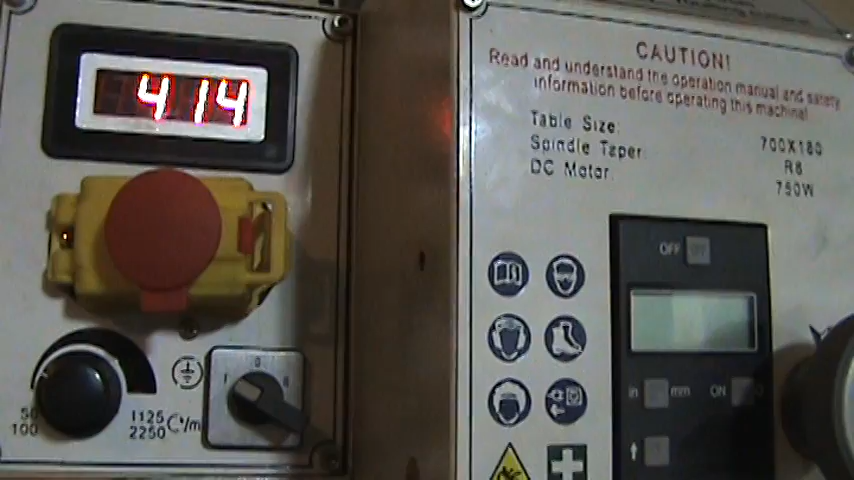 414
50
100
1125
2250
I O II
CAUTION!
Read and understand the operation manual and safety
information before operating this machine!
Table Size: 700X180
Spindle Taper: R8
DC Motor: 750W
OFF
in mm ON